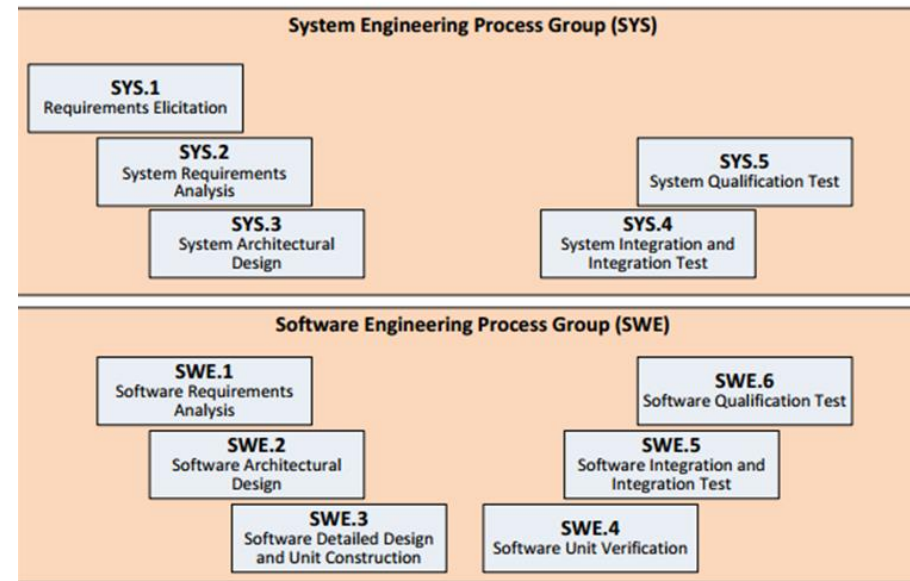 System Engineering Process Group (SYS)
SYS.1
Requirements Elicitation
SYS.2
System Requirements
Analysis
SYS.3
System Architectural
Design
SYS.5
System Qualification Test
SYS.4
System Integration and
Integration Test
Software Engineering Process Group (SWE)
SWE.1
Software Requirements
Analysis
SWE.2
Software Architectural
Design
SWE.3
Software Detailed Design
and Unit Construction
SWE.6
Software Qualification Test
SWE.5
Software Integration and
Integration Test
SWE.4
Software Unit Verification